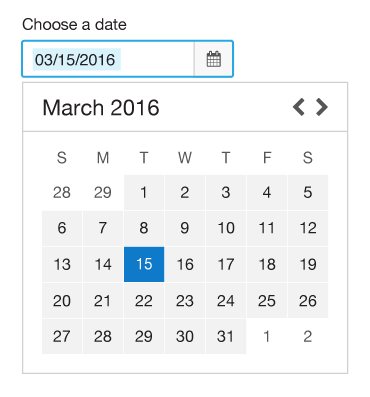 Choose a date
03/15/2016
March 2016
S M T W T F S
28 29 1 2 3 4 5
6 7 8 9 10 11 12
13 14 15 16 17 18 19
20 21 22 23 24 25 26
27 28 29 30 31 1 2